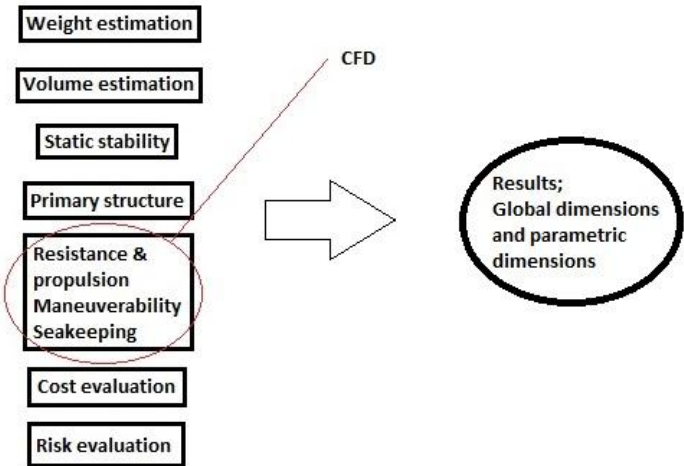 Weight estimation
CFD
Volume estimation
Static stability
Primary structure
Resistance &
propulsion
Maneuverability
Seakeeping
Cost evaluation
Risk evaluation
Results;
Global dimensions
and parametric
dimensions